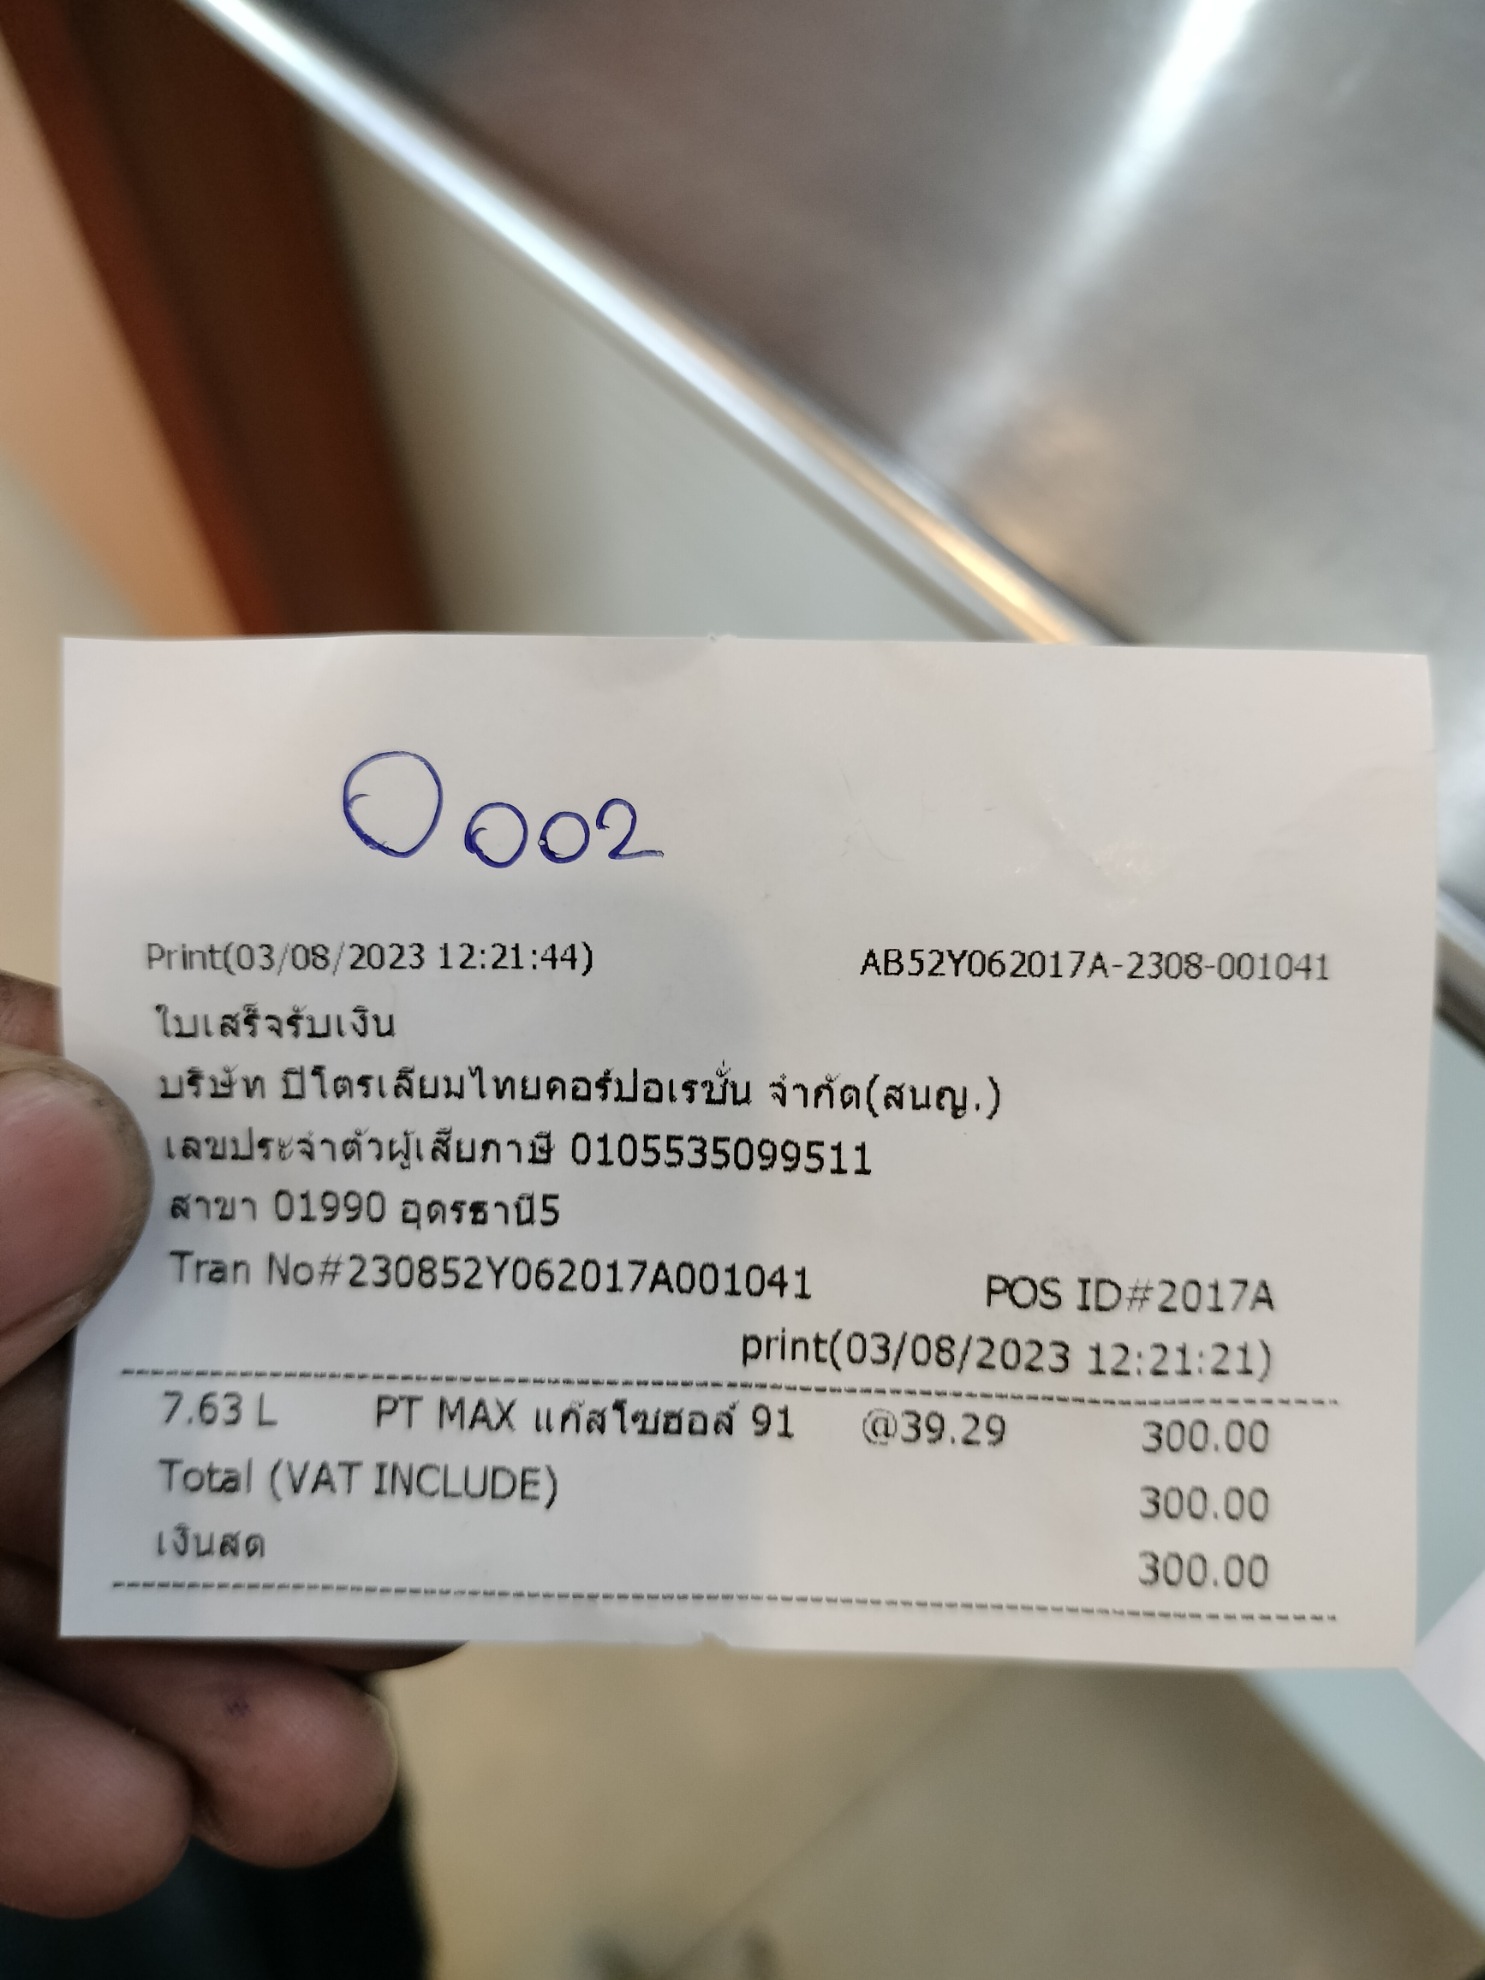 0002
Print(03/08/2023 12:21:44) AB52Y062017A-2308-001041
ใบเสร็จรับเงิน
บริษัท ปิโตรเลียมไทยคอร์ปอเรชั่น จำกัด(สนญ.)
เลขประจำตัวผู้เสียภาษี 0105535099511
สาขา 01990 อุดรธานี5
Tran No#230852Y062017A001041 POS ID#2017A
print(03/08/2023 12:21:21)
7.63 L PT MAX แก๊สโซฮอล์ 91 @39.29 300.00
Total (VAT INCLUDE) 300.00
เงินสด 300.00